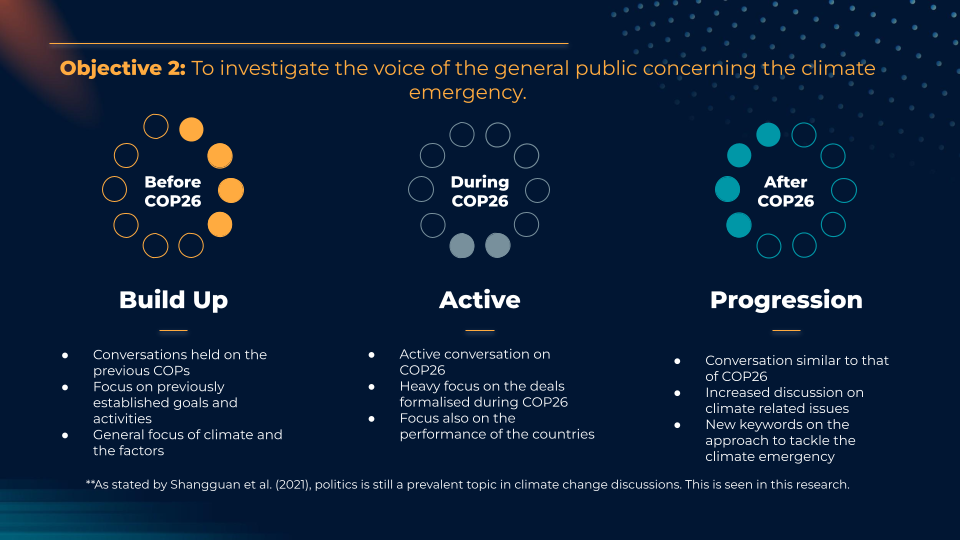 Objective 2: To investigate the voice of the general public concerning the climate
emergency.
Before
COP26
During
COP26
After
COP26
Build Up
Active
Progression
● Conversations held on the
previous COPs
● Focus on previously
established goals and
activities
● General focus of climate and
the factors
● Active conversation on
COP26
● Heavy focus on the deals
formalised during COP26
● Focus also on the
performance of the countries
● Conversation similar to that
of COP26
● Increased discussion on
climate related issues
● New keywords on the
approach to tackle the
climate emergency
**As stated by Shangguan et al. (2021), politics is still a prevalent topic in climate change discussions. This is seen in this research.